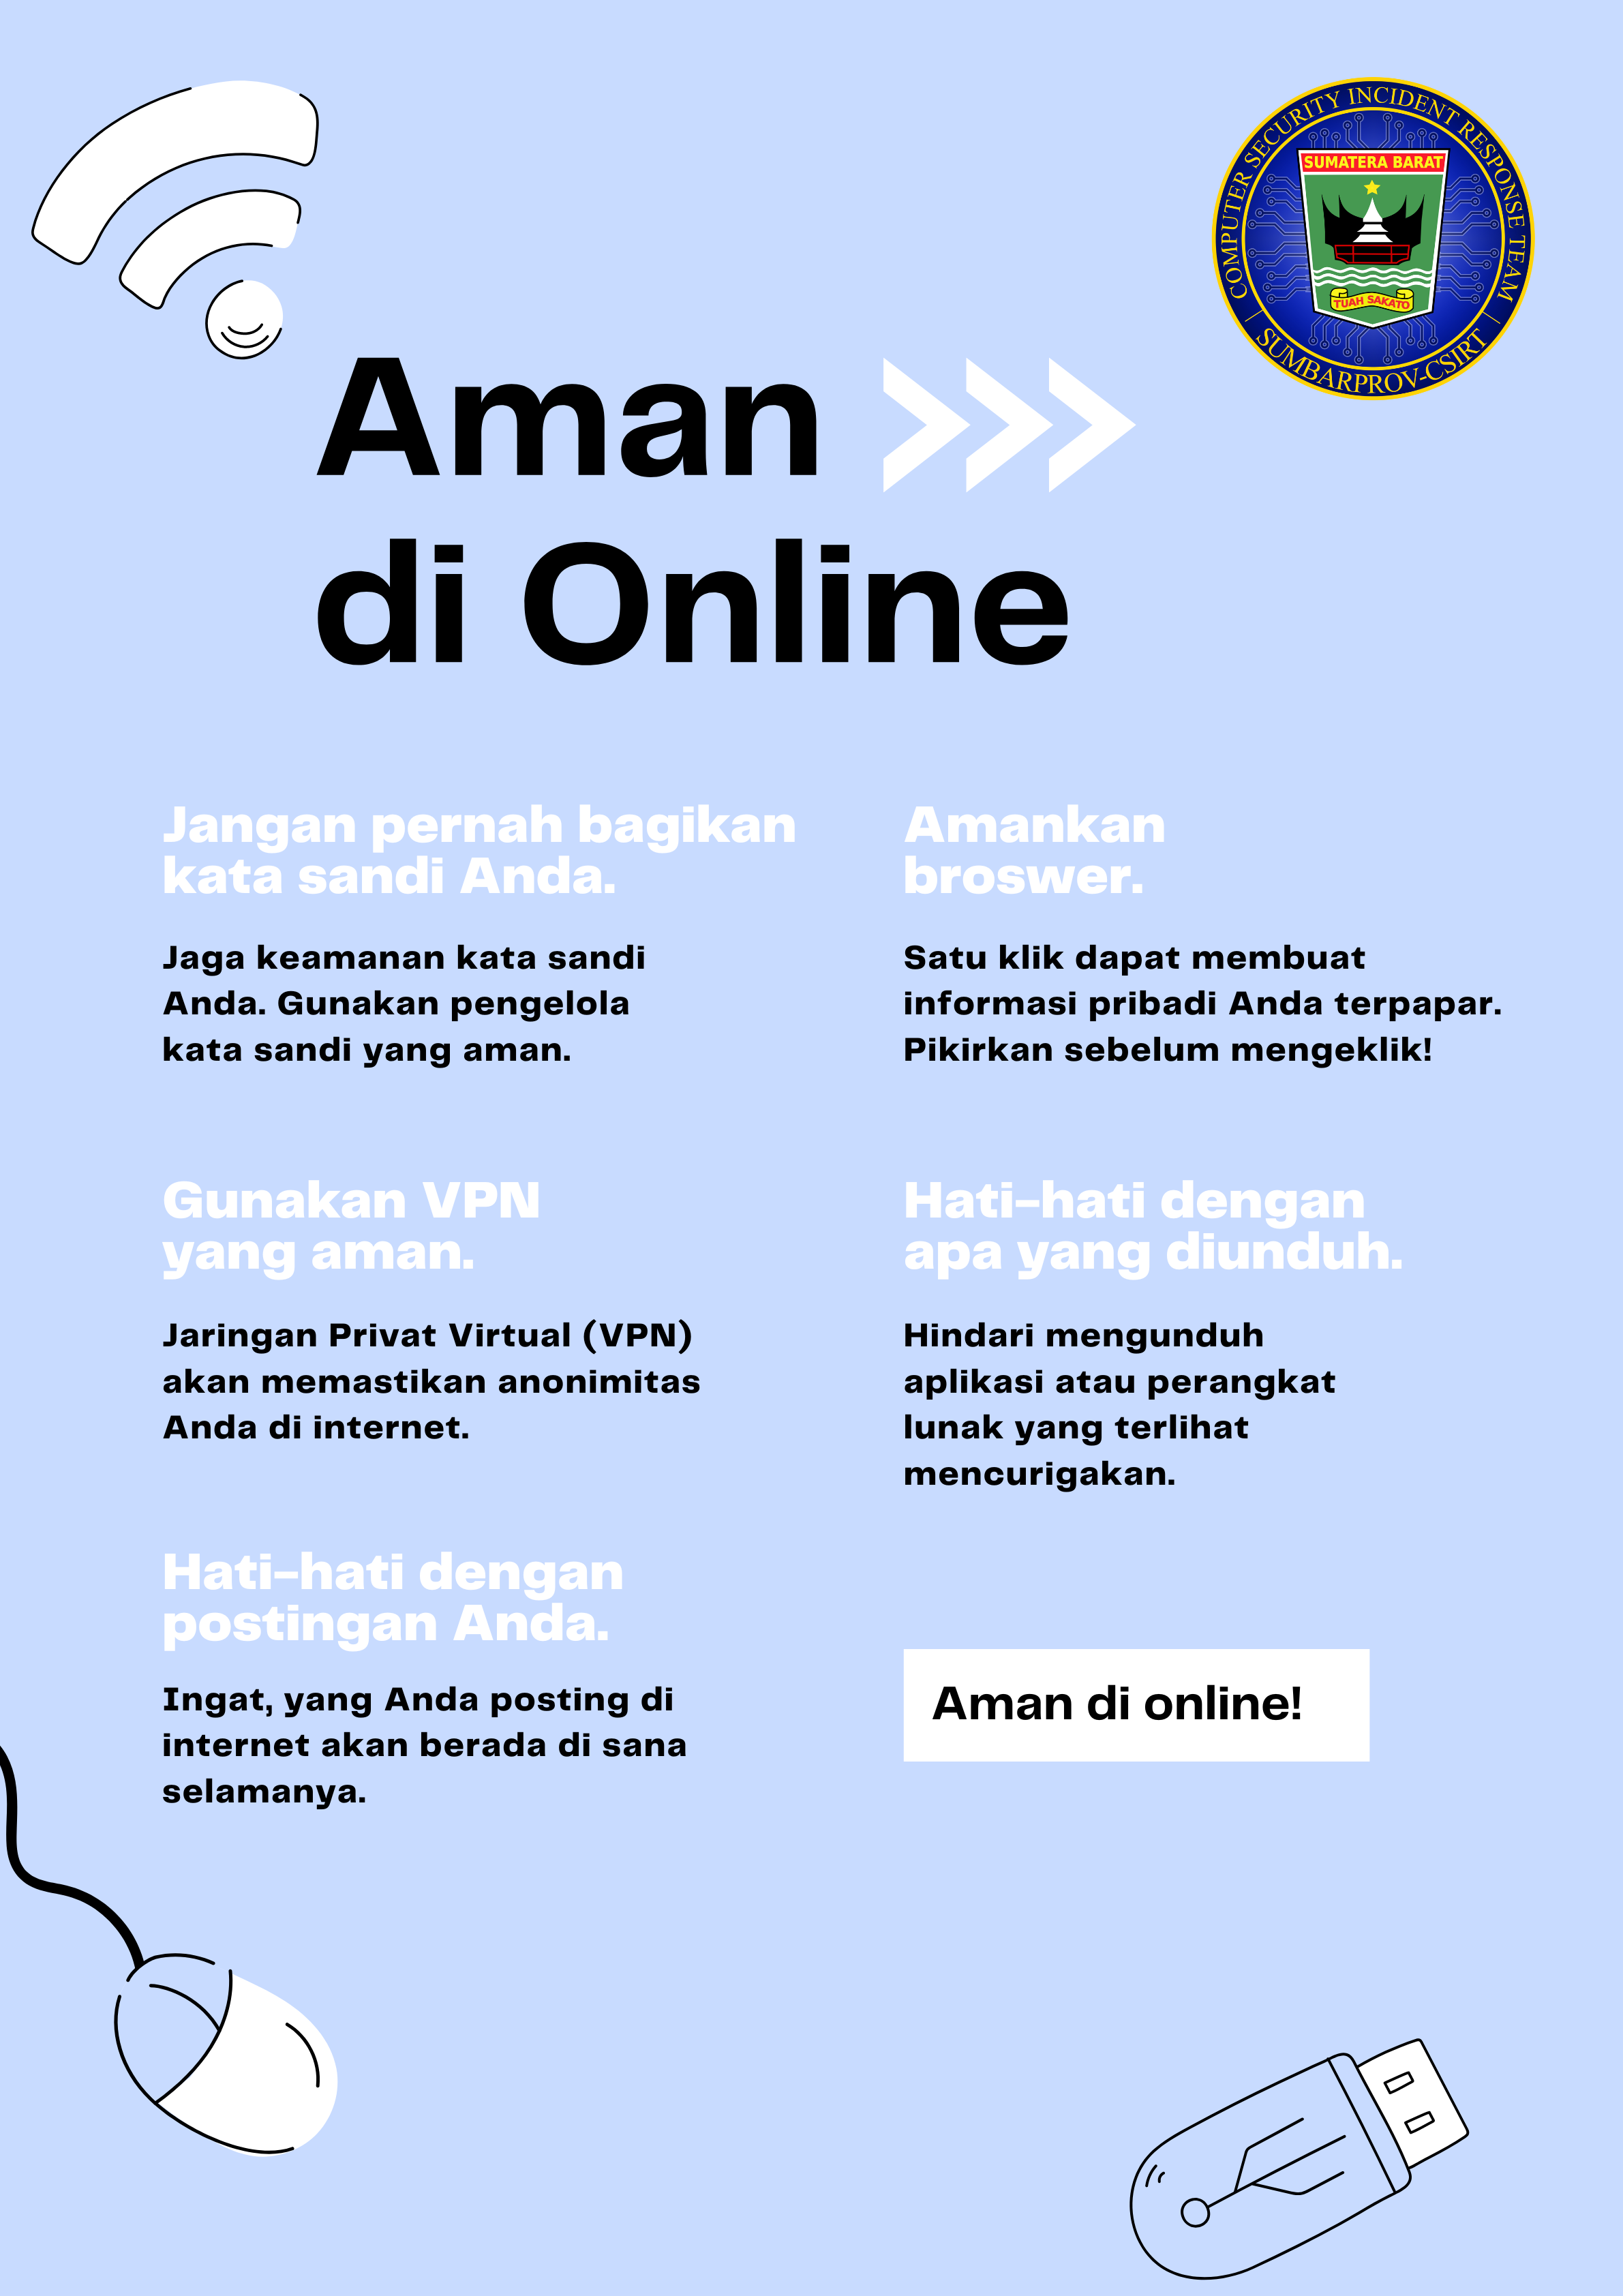 COMPUTER SECURITY INCIDENT RESPONSE TEAM
SUMATERA BARAT
TUAH SAKATO
SUMBARPROV-CSIRT
Aman
di Online
Jangan pernah bagikan
kata sandi Anda.
Jaga keamanan kata sandi
Anda. Gunakan pengelola
kata sandi yang aman.
Amankan
broswer.
Satu klik dapat membuat
informasi pribadi Anda terpapar.
Pikirkan sebelum mengeklik!
Gunakan VPN
yang aman.
Jaringan Privat Virtual (VPN)
akan memastikan anonimitas
Anda di internet.
Hati-hati dengan
apa yang diunduh.
Hindari mengunduh
aplikasi atau perangkat
lunak yang terlihat
mencurigakan.
Hati-hati dengan
postingan Anda.
Ingat, yang Anda posting di
internet akan berada di sana
selamanya.
Aman di online!